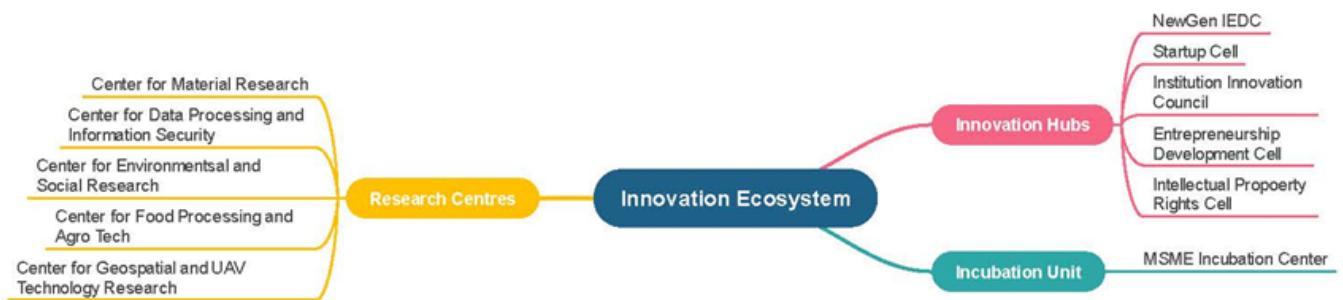 Center for Material Research
Center for Data Processing and
Information Security
Center for Environmentsal and
Social Research
Center for Food Processing and
Agro Tech
Center for Geospatial and UAV
Technology Research
Research Centres
Innovation Ecosystem
Innovation Hubs
NewGen IEDC
Startup Cell
Institution Innovation
Council
Entrepreneurship
Development Cell
Intellectual Propoerty
Rights Cell
Incubation Unit
MSME Incubation Center